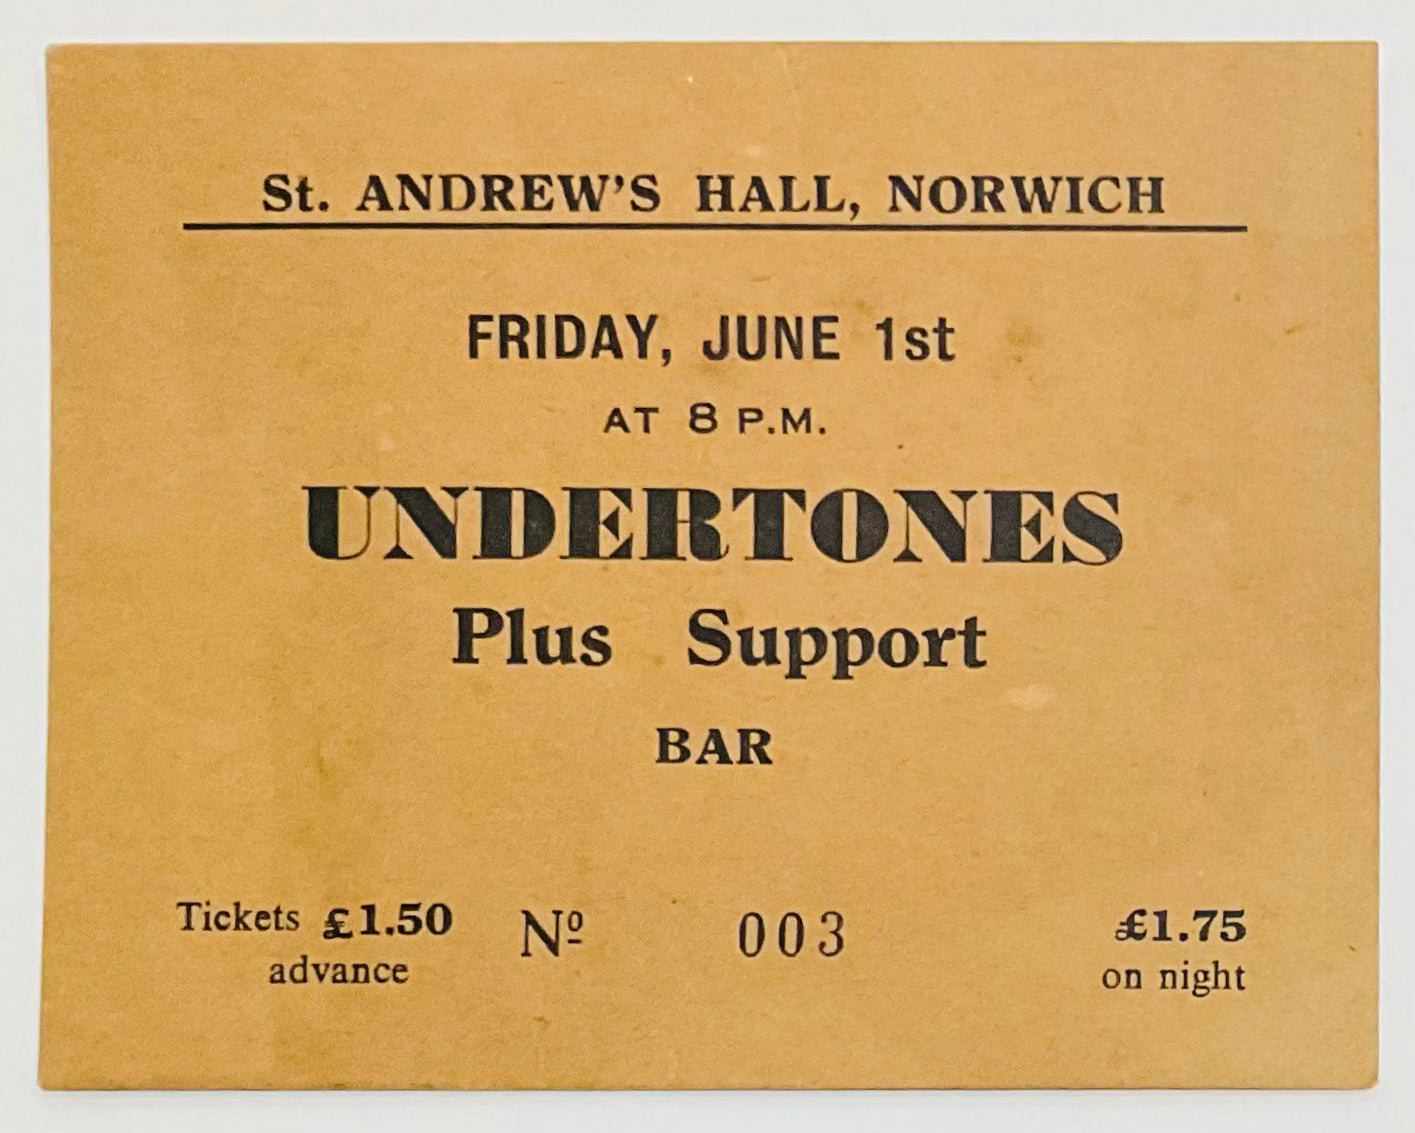 St. ANDREW'S HALL, NORWICH
FRIDAY, JUNE 1st
AT 8 P.M.
UNDERTONES
Plus Support
BAR
Tickets £1.50 Nº 003 £1.75
advance on night